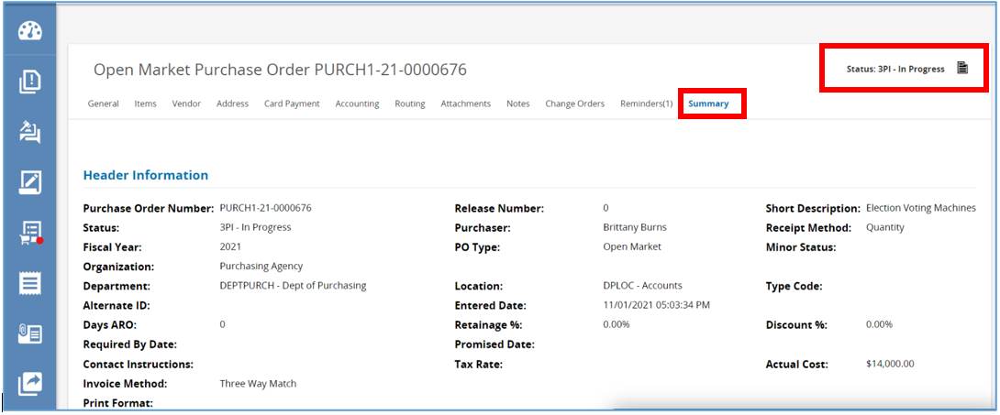 Open Market Purchase Order PURCH1-21-0000676
Status: 3PI - In Progress
General Items Vendor Address Card Payment Accounting Routing Attachments Notes Change Orders Reminders(1) Summary
Header Information
Purchase Order Number: PURCH1-21-0000676 Release Number: 0 Short Description: Election Voting Machines
Status: 3PI - In Progress Purchaser: Brittany Burns Receipt Method: Quantity
Fiscal Year: 2021 PO Type: Open Market Minor Status:
Organization: Purchasing Agency
Department: DEPTPURCH - Dept of Purchasing Location: DPLOC - Accounts Type Code:
Alternate ID: Entered Date: 11/01/2021 05:03:34 PM
Days ARO: 0 Retainage %: 0.00% Discount %: 0.00%
Required By Date: Promised Date:
Contact Instructions: Tax Rate: Actual Cost: $14,000.00
Invoice Method: Three Way Match
Print Format: